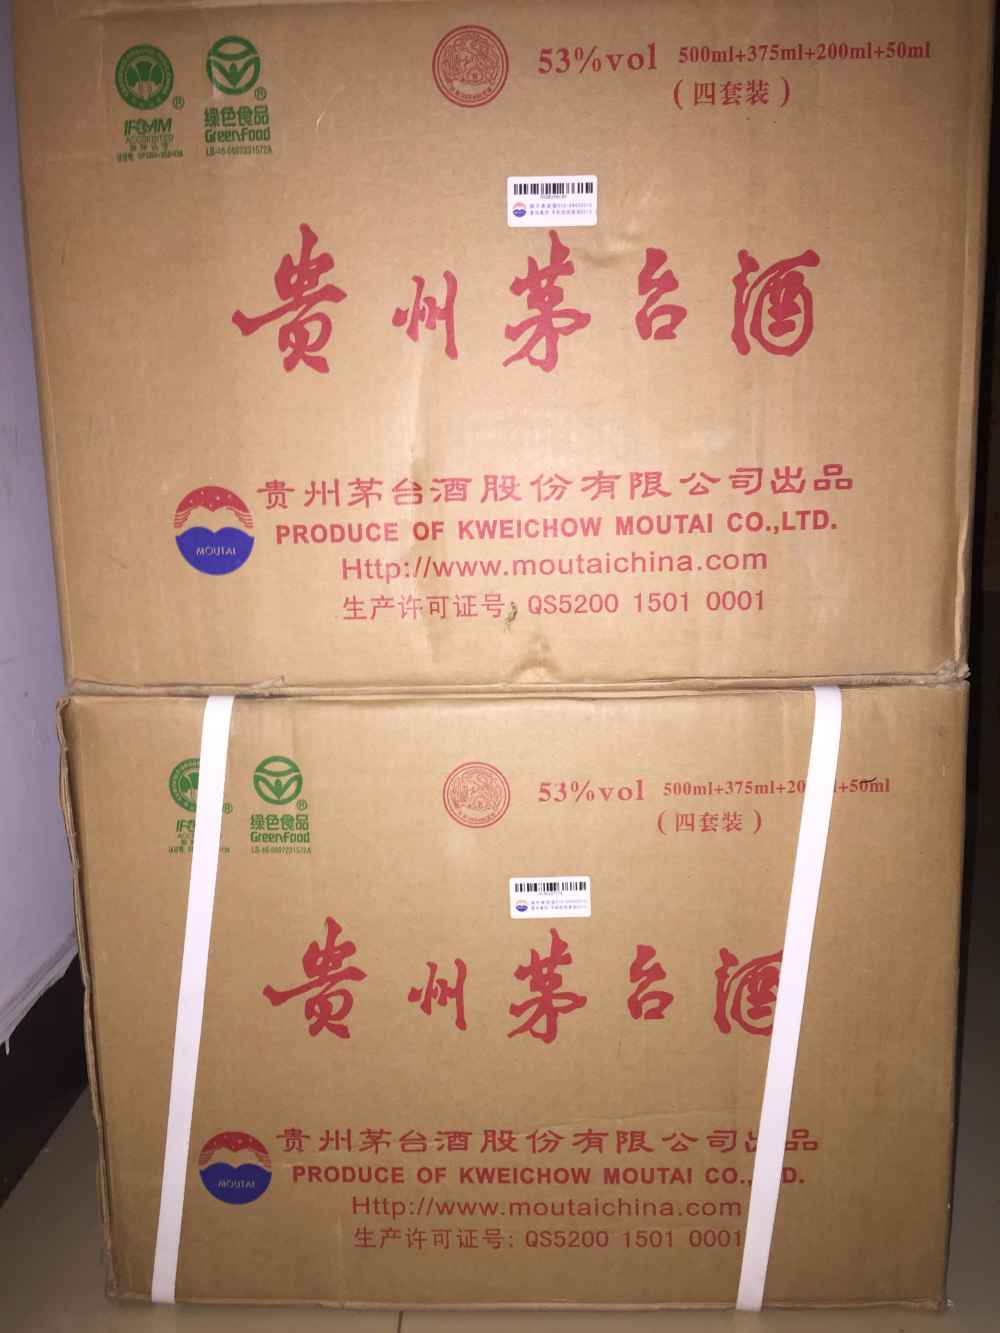 IFOAM
ACCREDITED
绿色食品
GreenFood
53%vol 500ml+375ml+200ml+50ml
(四套装)
贵州茅台酒
MOUTAI
贵州茅台酒股份有限公司出品
PRODUCE OF KWEICHOW MOUTAI CO.,LTD.
Http://www.moutaichina.com
生产许可证号: QS5200 1501 0001
绿色食品
GreenFood
53%vol 500ml+375ml+20 l+50ml
(四套装)
贵州茅台酒
MOUTAI
贵州茅台酒股份有限公司出品
PRODUCE OF KWEICHOW MOUTAI CO., D.
Http://www.moutaichina.com
生产许可证号: QS5200 1501 0001